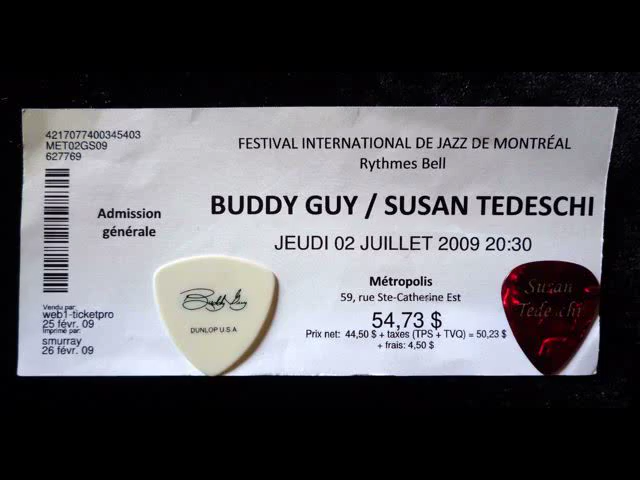 4217077400345403
MET02GS09
627769
FESTIVAL INTERNATIONAL DE JAZZ DE MONTRÉAL
Rythmes Bell
BUDDY GUY / SUSAN TEDESCHI
JEUDI 02 JUILLET 2009 20:30
Admission
générale
Métropolis
59, rue Ste-Catherine Est
54,73 $
Prix net: 44,50 $ + taxes (TPS + TVQ) = 50,23 $
+ frais: 4,50 $
Vendu par:
web1-ticketpro
25 févr. 09
Imprimé par:
smurray
26 févr. 09
Buddy Guy
DUNLOP U.S.A
Susan
Tedeschi